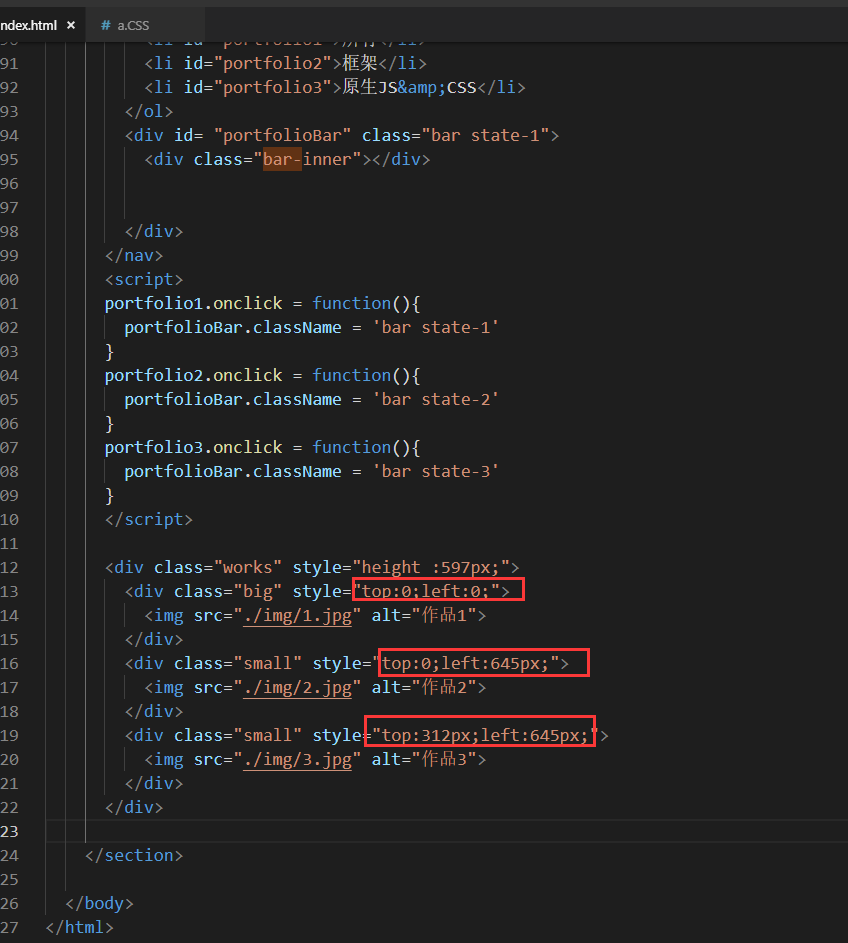 ndex.html × # a.CSS
91 <li id="portfolio2">框架</li>
92 <li id="portfolio3">原生JS&amp;CSS</li>
93 </ol>
94 <div id= "portfolioBar" class="bar state-1">
95 <div class="bar-inner"></div>
96
97
98 </div>
99 </nav>
00 <script>
01 portfolio1.onclick = function(){
02 portfolioBar.className = 'bar state-1'
03 }
04 portfolio2.onclick = function(){
05 portfolioBar.className = 'bar state-2'
06 }
07 portfolio3.onclick = function(){
08 portfolioBar.className = 'bar state-3'
09 }
10 </script>
11
12 <div class="works" style="height :597px;">
13 <div class="big" style="top:0;left:0;">
14 <img src="./img/1.jpg" alt="作品1">
15 </div>
16 <div class="small" style="top:0;left:645px;">
17 <img src="./img/2.jpg" alt="作品2">
18 </div>
19 <div class="small" style="top:312px;left:645px;">
20 <img src="./img/3.jpg" alt="作品3">
21 </div>
22 </div>
23
24 </section>
25
26 </body>
27 </html>